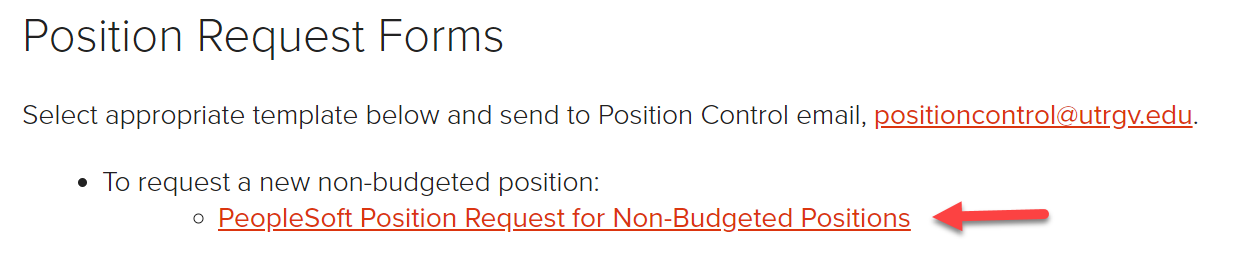 Position Request Forms
Select appropriate template below and send to Position Control email, positioncontrol@utrgv.edu.
• To request a new non-budgeted position:
○ PeopleSoft Position Request for Non-Budgeted Positions